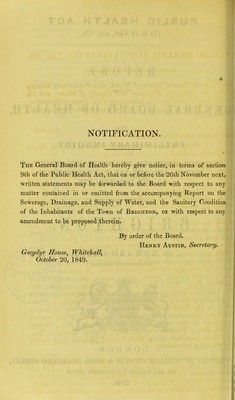 NOTIFICATION.
The General Board of Health hereby give notice, in terms of section
9th of the Public Health Act, that on or before the 26th November next,
written statements may be forwarded to the Board with respect to any
matter contained in or omitted from the accompanying Report on the
Sewerage, Drainage, and Supply of Water, and the Sanitary Condition
of the Inhabitants of the Town of Brighton, or with respect to any
amendment to be proposed therein.
By order of the Board,
Henry Austin, Secretary.
Gwydyr House, Whitehall,
October 20, 1849.